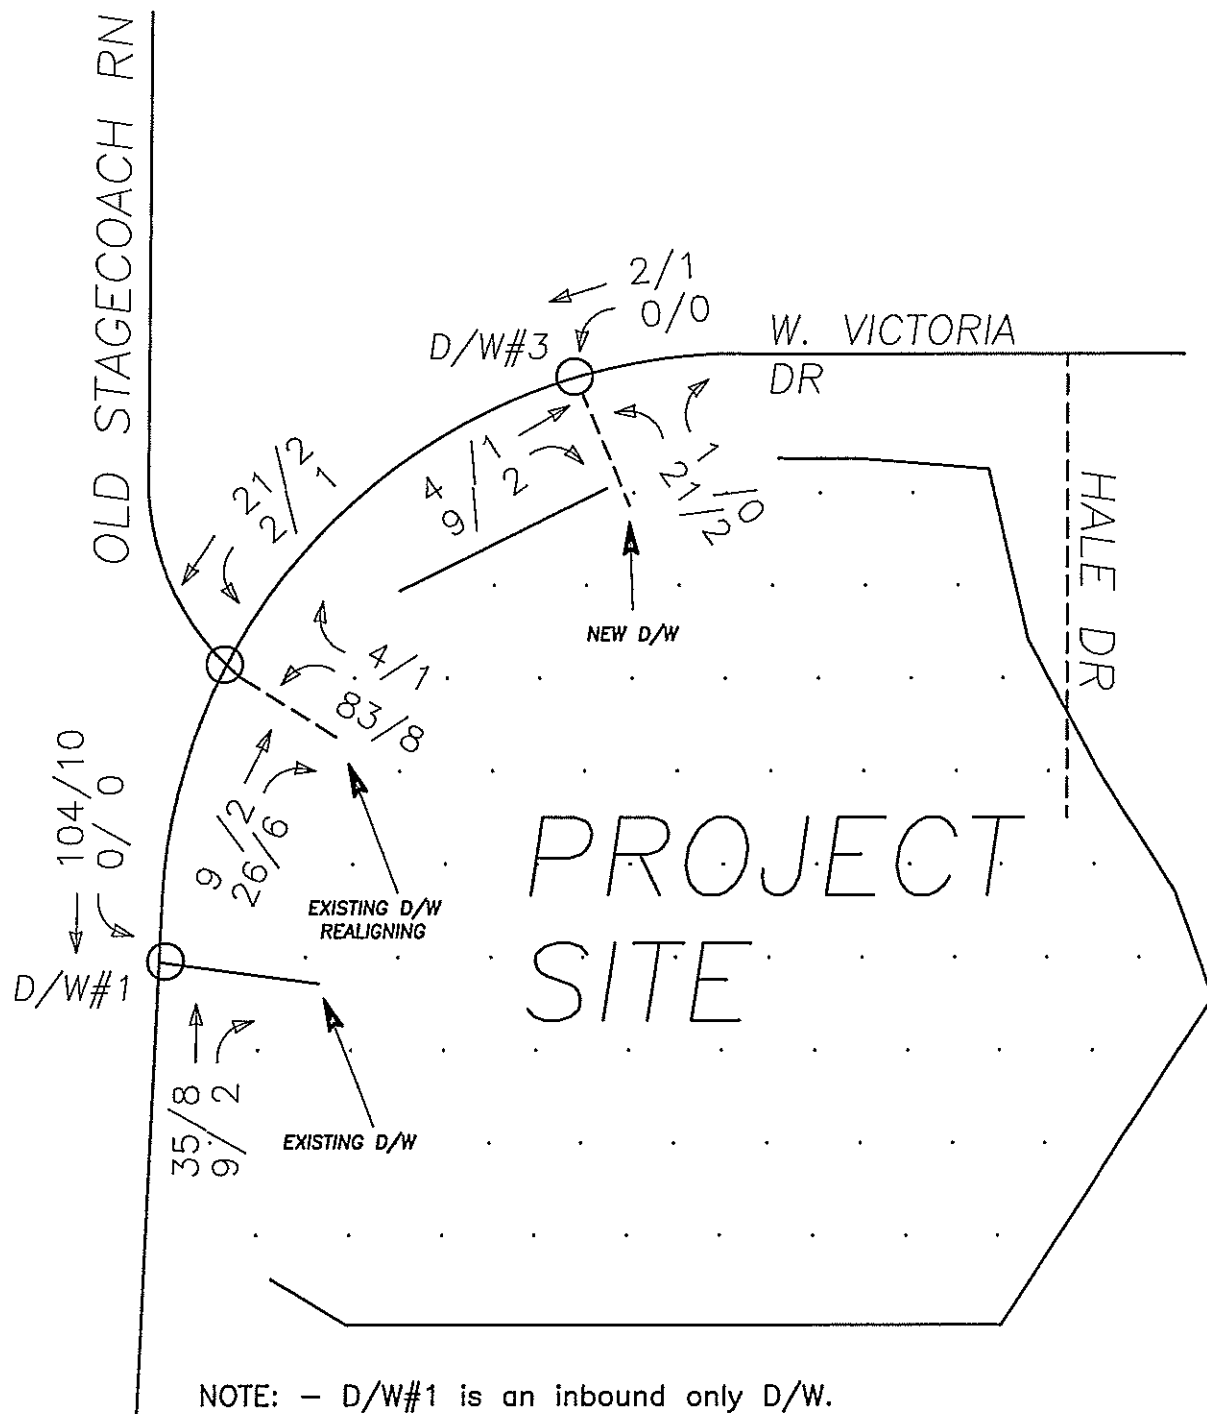 OLD STAGECOACH RN
2/1
0/0
D/W#3
W. VICTORIA
DR
21/2
2/1
4/1
9/2
1/0
21/2
HALE DR
NEW D/W
4/1
83/8
104/10
0/0
9/2
26/6
PROJECT
SITE
EXISTING D/W
REALIGNING
D/W#1
35/8
9/2
EXISTING D/W
NOTE: – D/W#1 is an inbound only D/W.